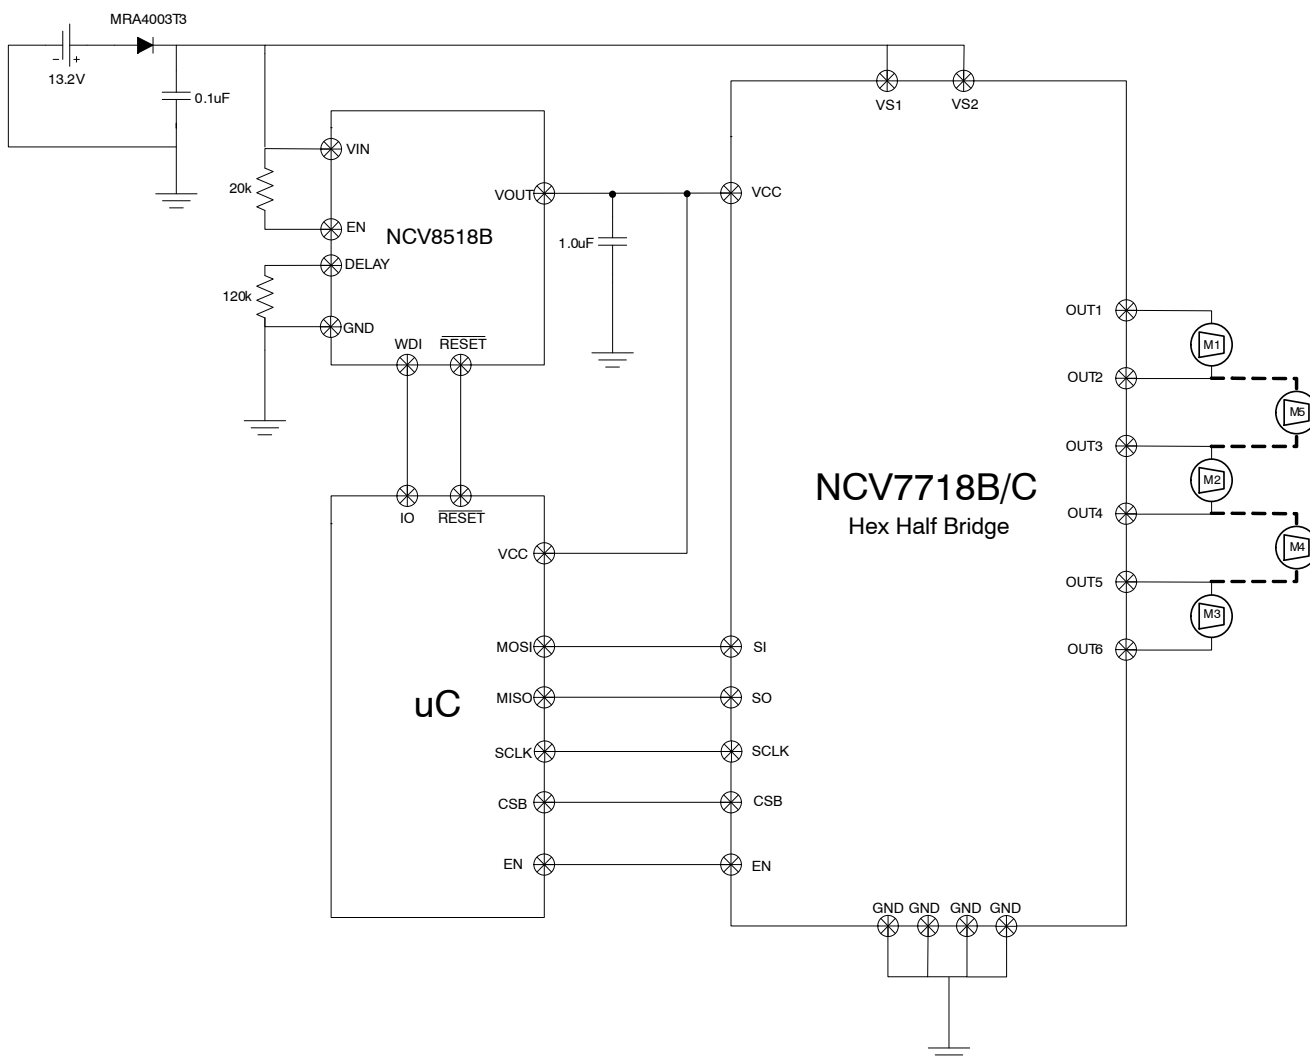 MRA4003T3
13.2V
- +
0.1uF
VS1
VS2
VIN
20k
EN
DELAY
120k
GND
NCV8518B
VOUT
WDI
RESET
1.0uF
VCC
IO
RESET
VCC
MOSI
MISO
SCLK
CSB
EN
uC
SI
SO
SCLK
CSB
EN
NCV7718B/C
Hex Half Bridge
OUT1
OUT2
OUT3
OUT4
OUT5
OUT6
M1
M5
M2
M4
M3
GND GND GND GND